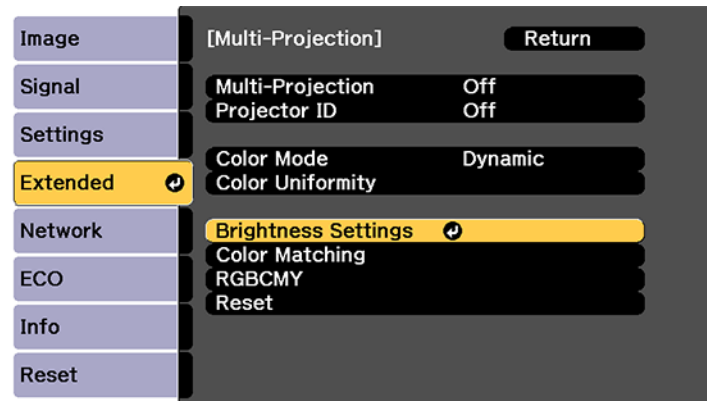 Image
Signal
Settings
Extended
Network
ECO
Info
Reset
[Multi-Projection] Return
Multi-Projection Off
Projector ID Off
Color Mode Dynamic
Color Uniformity
Brightness Settings
Color Matching
RGBCMY
Reset